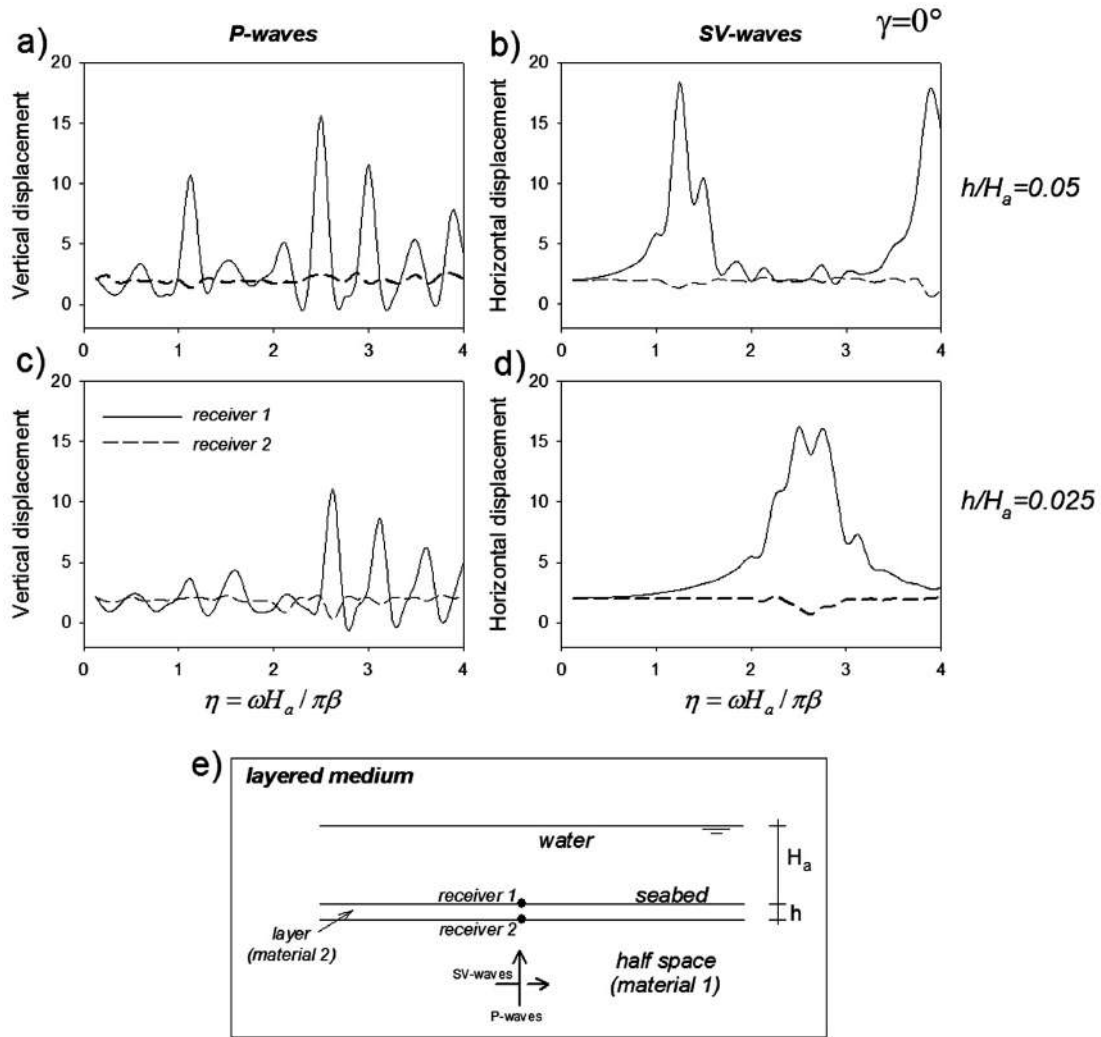 P-waves
SV-waves
γ=0°
a)
b)
Vertical displacement
20
15
10
5
0
0 1 2 3 4
Horizontal displacement
20
15
10
5
0
0 1 2 3 4
h/Ha=0.05
c)
d)
Vertical displacement
20
15
10
5
0
receiver 1
receiver 2
0 1 2 3 4
η = ωHa / πβ
Horizontal displacement
20
15
10
5
0
0 1 2 3 4
η = ωHa / πβ
h/Ha=0.025
e)
layered medium
water
Ha
receiver 1
seabed
h
layer
(material 2)
receiver 2
half space
(material 1)
SV-waves
P-waves